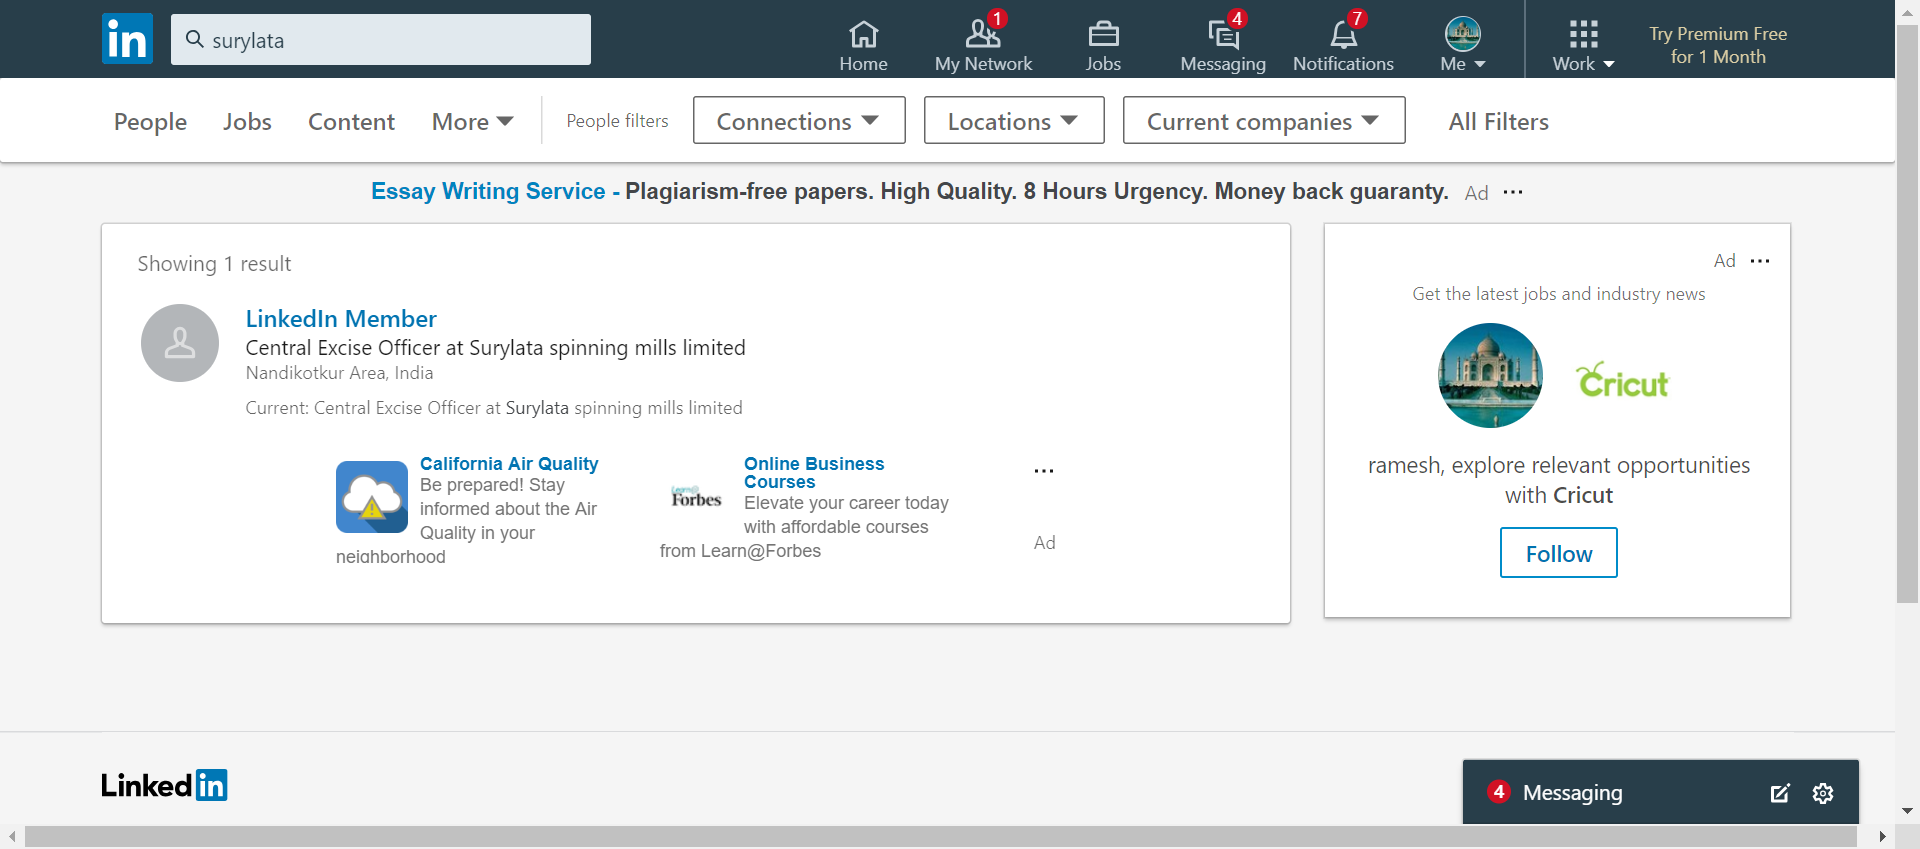 in
surylata
1
4
7
Home
My Network
Jobs
Messaging
Notifications
Me
Work
Try Premium Free
for 1 Month
People
Jobs
Content
More
People filters
Connections
Locations
Current companies
All Filters
Essay Writing Service - Plagiarism-free papers. High Quality. 8 Hours Urgency. Money back guaranty.
Ad
Showing 1 result
LinkedIn Member
Central Excise Officer at Surylata spinning mills limited
Nandikotkur Area, India
Current: Central Excise Officer at Surylata spinning mills limited
California Air Quality
Be prepared! Stay
informed about the Air
Quality in your
neighborhood
Learn@
Forbes
Online Business
Courses
Elevate your career today
with affordable courses
from Learn@Forbes
Ad
Ad
Get the latest jobs and industry news
Cricut
ramesh, explore relevant opportunities
with Cricut
Follow
Linked in
4 Messaging